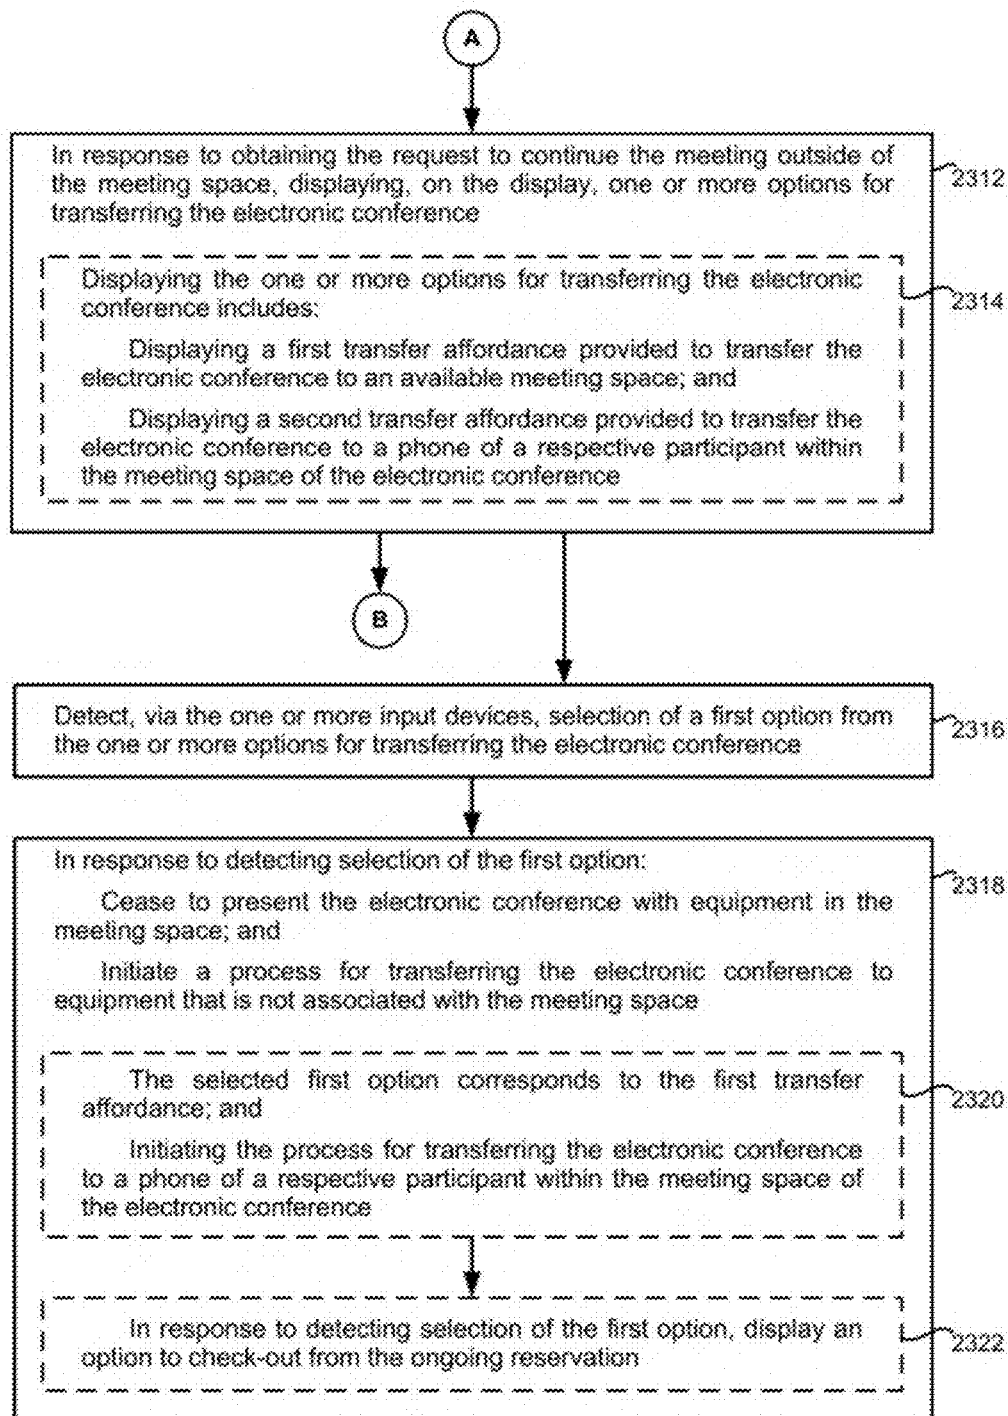 A
In response to obtaining the request to continue the meeting outside of
the meeting space, displaying, on the display, one or more options for
transferring the electronic conference
2312
Displaying the one or more options for transferring the electronic
conference includes:
2314
Displaying a first transfer affordance provided to transfer the
electronic conference to an available meeting space; and
Displaying a second transfer affordance provided to transfer the
electronic conference to a phone of a respective participant within
the meeting space of the electronic conference
B
Detect, via the one or more input devices, selection of a first option from
the one or more options for transferring the electronic conference
2316
In response to detecting selection of the first option:
2318
Cease to present the electronic conference with equipment in the
meeting space; and
Initiate a process for transferring the electronic conference to
equipment that is not associated with the meeting space
The selected first option corresponds to the first transfer
affordance; and
2320
Initiating the process for transferring the electronic conference
to a phone of a respective participant within the meeting space of
the electronic conference
In response to detecting selection of the first option, display an
option to check-out from the ongoing reservation
2322